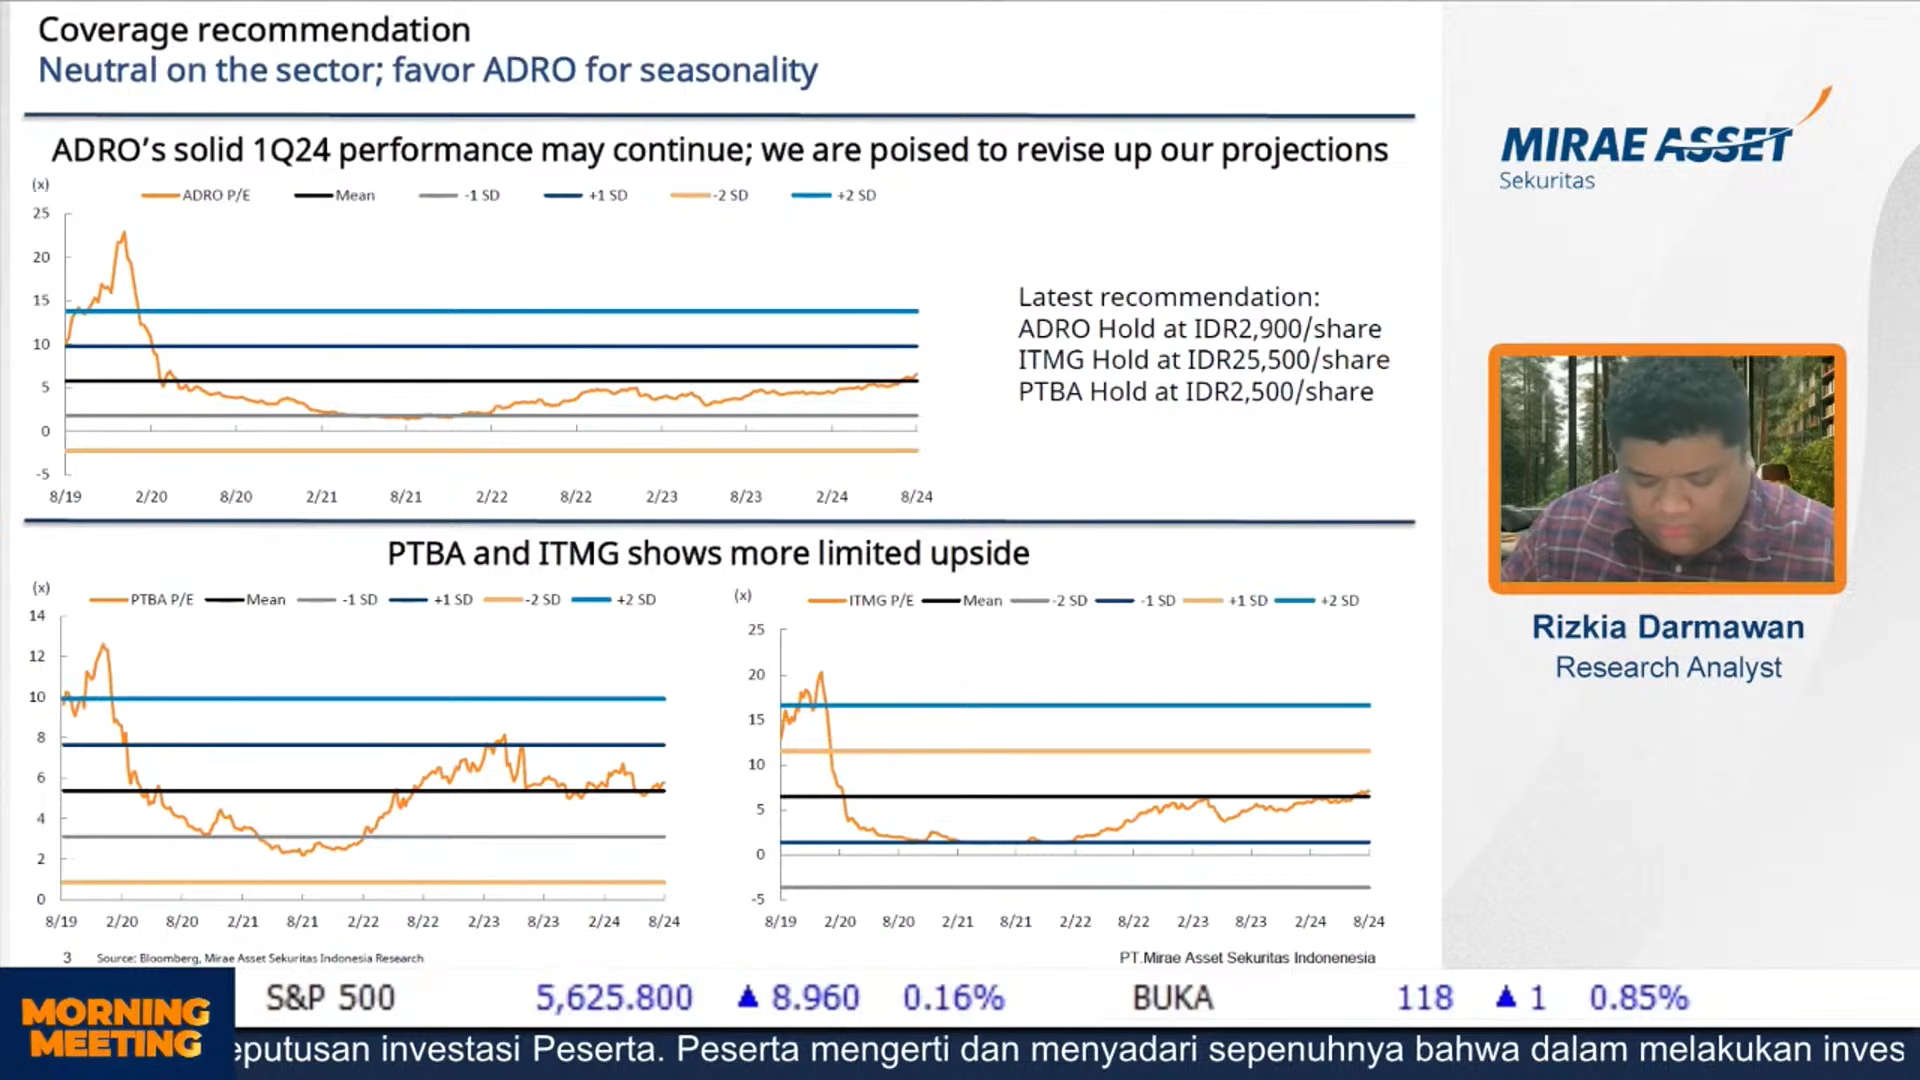 Coverage recommendation
Neutral on the sector; favor ADRO for seasonality
ADRO's solid 1Q24 performance may continue; we are poised to revise up our projections
(x)
ADRO P/E Mean -1 SD +1 SD -2 SD +2 SD
25
20
15
10
5
0
-5
8/19 2/20 8/20 2/21 8/21 2/22 8/22 2/23 8/23 2/24 8/24
Latest recommendation:
ADRO Hold at IDR2,900/share
ITMG Hold at IDR25,500/share
PTBA Hold at IDR2,500/share
PTBA and ITMG shows more limited upside
(x)
PTBA P/E Mean -1 SD +1 SD -2 SD +2 SD
14
12
10
8
6
4
2
0
8/19 2/20 8/20 2/21 8/21 2/22 8/22 2/23 8/23 2/24 8/24
(x)
ITMG P/E Mean -2 SD -1 SD +1 SD +2 SD
25
20
15
10
5
0
-5
8/19 2/20 8/20 2/21 8/21 2/22 8/22 2/23 8/23 2/24 8/24
3 Source: Bloomberg, Mirae Asset Sekuritas Indonesia Research
PT.Mirae Asset Sekuritas Indonenesia
MIRAE ASSET
Sekuritas
Rizkia Darmawan
Research Analyst
MORNING
MEETING
S&P 500 5,625.800 ▲ 8.960 0.16% BUKA 118 ▲ 1 0.85%
eputusan investasi Peserta. Peserta mengerti dan menyadari sepenuhnya bahwa dalam melakukan inves